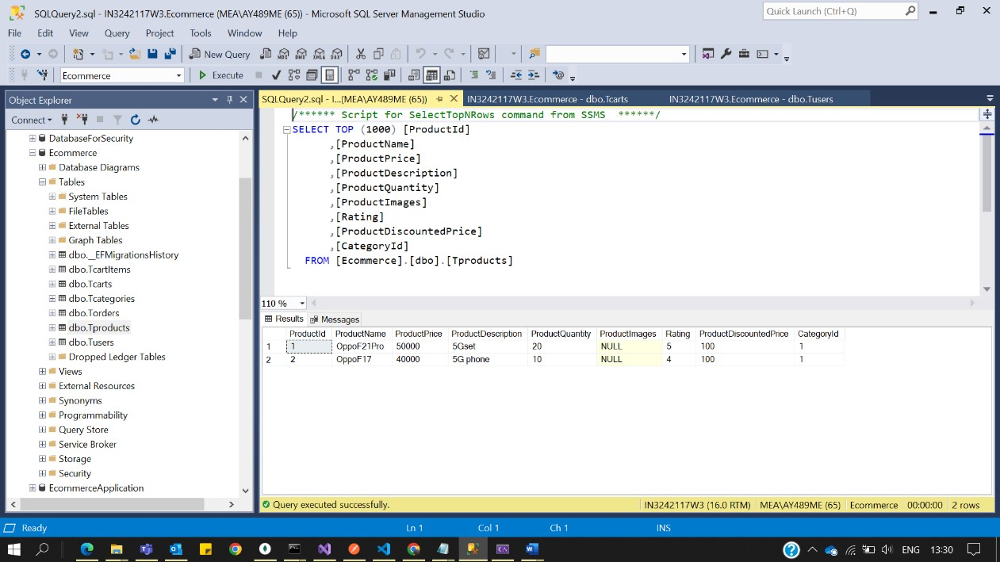 SQLQuery2.sql - IN3242117W3.Ecommerce (MEA\AY489ME (65)) - Microsoft SQL Server Management Studio
Quick Launch (Ctrl+Q)
File Edit View Query Project Tools Window Help
New Query
MDX DMX XMLA DAX
Ecommerce
Execute
Object Explorer
Connect
DatabaseForSecurity
Ecommerce
Database Diagrams
Tables
System Tables
FileTables
External Tables
Graph Tables
dbo.__EFMigrationsHistory
dbo.TcartItems
dbo.Tcarts
dbo.Tcategories
dbo.Torders
dbo.Tproducts
dbo.Tusers
Dropped Ledger Tables
Views
External Resources
Synonyms
Programmability
Query Store
Service Broker
Storage
Security
EcommerceApplication
SQLQuery2.sql - I...(MEA\AY489ME (65)) IN3242117W3.Ecommerce - dbo.Tcarts IN3242117W3.Ecommerce - dbo.Tusers
/****** Script for SelectTopNRows command from SSMS ******/
SELECT TOP (1000) [ProductId]
,[ProductName]
,[ProductPrice]
,[ProductDescription]
,[ProductQuantity]
,[ProductImages]
,[Rating]
,[ProductDiscountedPrice]
,[CategoryId]
FROM [Ecommerce].[dbo].[Tproducts]
110 %
Results Messages
ProductId ProductName ProductPrice ProductDescription ProductQuantity ProductImages Rating ProductDiscountedPrice CategoryId
1 1 OppoF21Pro 50000 5Gset 20 NULL 5 100 1
2 2 OppoF17 40000 5G phone 10 NULL 4 100 1
Query executed successfully. IN3242117W3 (16.0 RTM) MEA\AY489ME (65) Ecommerce 00:00:00 2 rows
Ready Ln 1 Col 1 Ch 1 INS
ENG 13:30